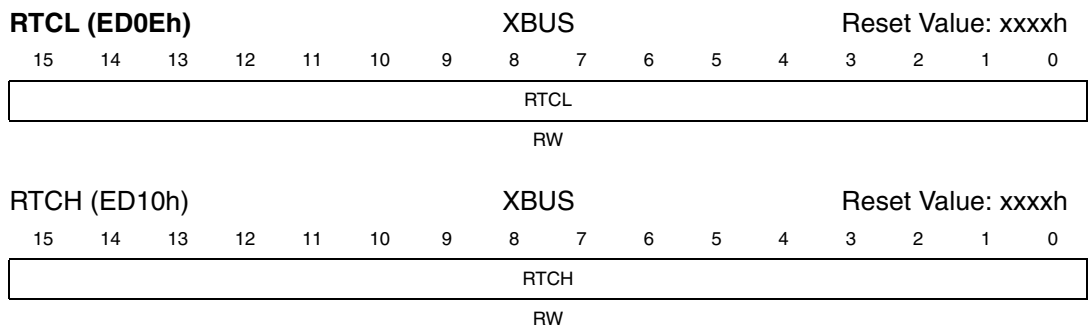 RTCL (ED0Eh) XBUS Reset Value: xxxxh
15 14 13 12 11 10 9 8 7 6 5 4 3 2 1 0
RTCL
RW
RTCH (ED10h) XBUS Reset Value: xxxxh
15 14 13 12 11 10 9 8 7 6 5 4 3 2 1 0
RTCH
RW